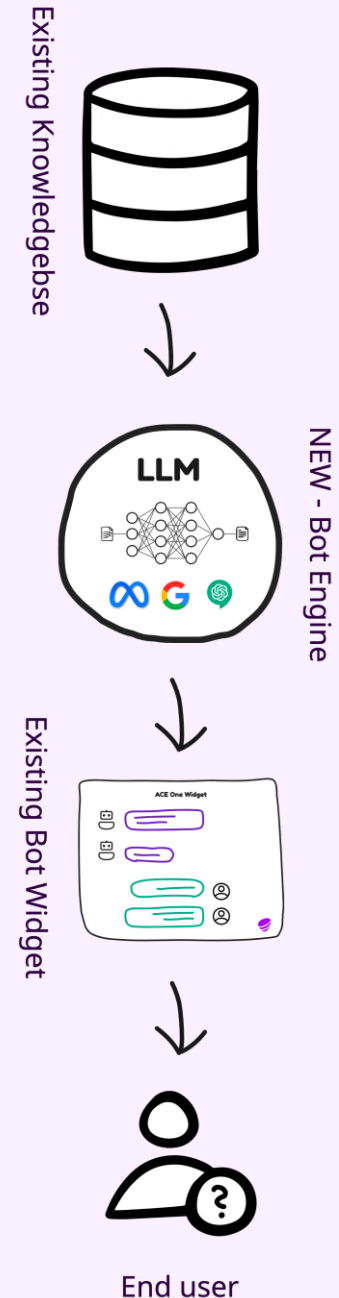 Existing Knowledgebse
NEW - Bot Engine
LLM
Existing Bot Widget
ACE One Widget
?
End user